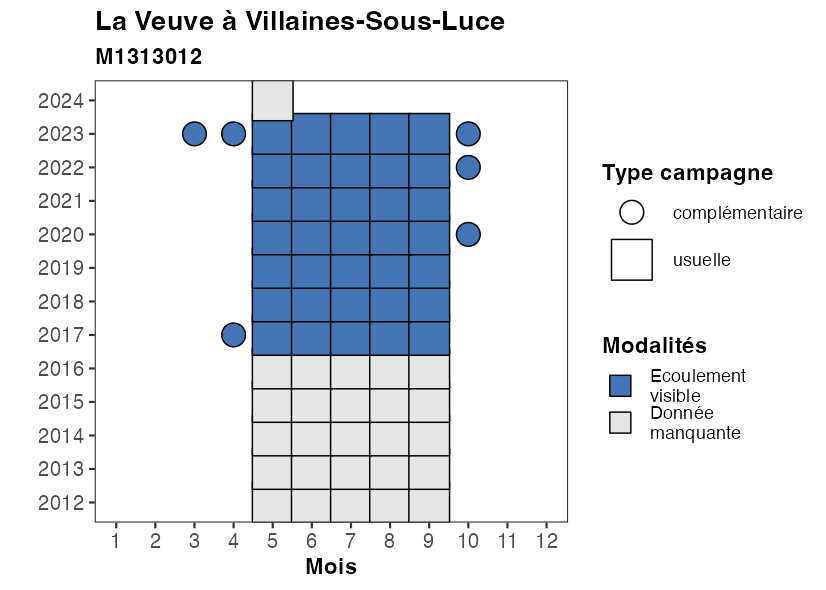 La Veuve à Villaines-Sous-Luce
M1313012
2024
2023
2022
2021
2020
2019
2018
2017
2016
2015
2014
2013
2012
1 2 3 4 5 6 7 8 9 10 11 12
Mois
Type campagne
complémentaire
usuelle
Modalités
Ecoulement
visible
Donnée
manquante